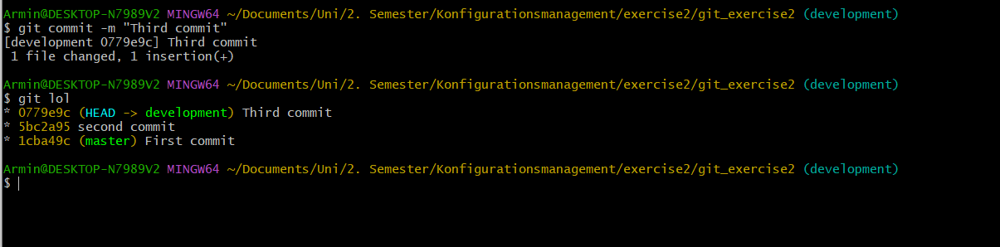 Armin@DESKTOP-N7989V2 MINGW64 ~/Documents/Uni/2. Semester/Konfigurationsmanagement/exercise2/git_exercise2 (development)
$ git commit -m "Third commit"
[development 0779e9c] Third commit
 1 file changed, 1 insertion(+)
Armin@DESKTOP-N7989V2 MINGW64 ~/Documents/Uni/2. Semester/Konfigurationsmanagement/exercise2/git_exercise2 (development)
$ git lol
* 0779e9c (HEAD -> development) Third commit
* 5bc2a95 second commit
* 1cba49c (master) First commit
Armin@DESKTOP-N7989V2 MINGW64 ~/Documents/Uni/2. Semester/Konfigurationsmanagement/exercise2/git_exercise2 (development)
$